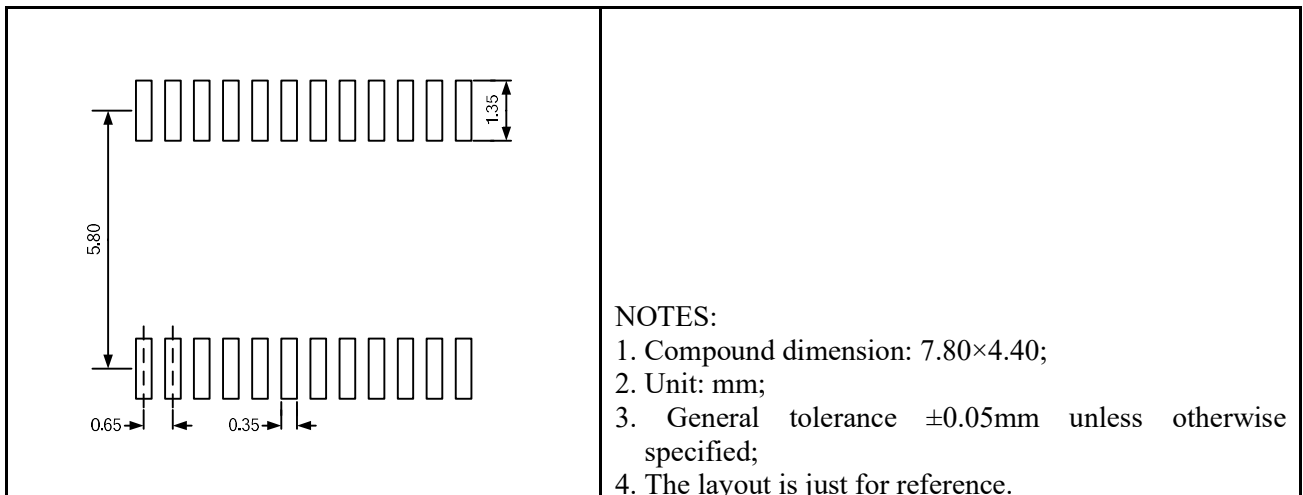 1.35
5.80
0.65
0.35
NOTES:
1. Compound dimension: 7.80×4.40;
2. Unit: mm;
3. General tolerance ±0.05mm unless otherwise
specified;
4. The layout is just for reference.